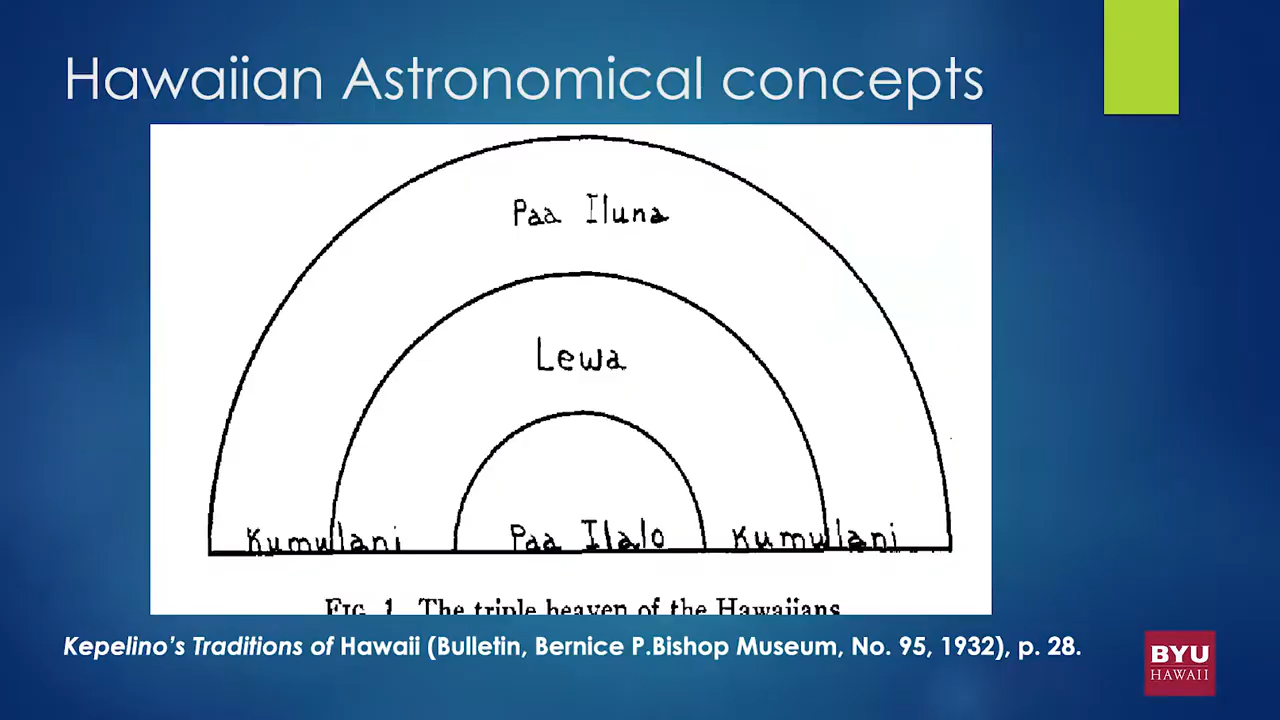 Hawaiian Astronomical concepts
Paa Iluna
Lewa
Kumulani Paa Ilalo Kumulani
FIG. 1. The triple heaven of the Hawaiians
Kepelino's Traditions of Hawaii (Bulletin, Bernice P.Bishop Museum, No. 95, 1932), p. 28.
BYU
HAWAII